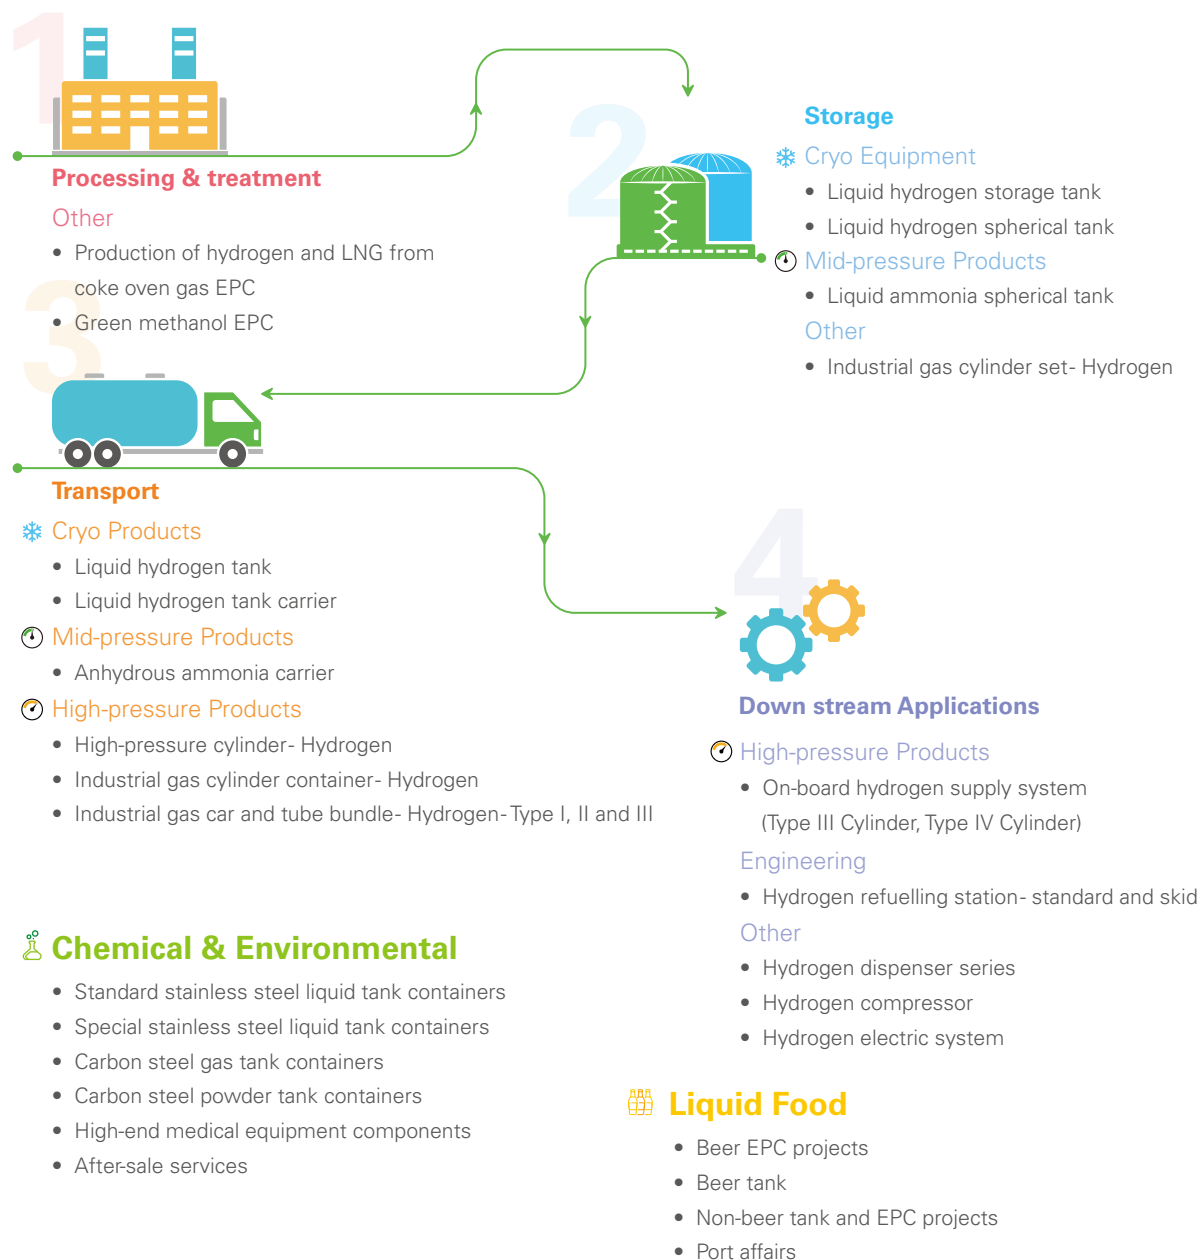 1
Processing & treatment
Other
• Production of hydrogen and LNG from
coke oven gas EPC
• Green methanol EPC
2
Storage
Cryo Equipment
• Liquid hydrogen storage tank
• Liquid hydrogen spherical tank
Mid-pressure Products
• Liquid ammonia spherical tank
Other
• Industrial gas cylinder set- Hydrogen
3
Transport
Cryo Products
• Liquid hydrogen tank
• Liquid hydrogen tank carrier
Mid-pressure Products
• Anhydrous ammonia carrier
High-pressure Products
• High-pressure cylinder- Hydrogen
• Industrial gas cylinder container- Hydrogen
• Industrial gas car and tube bundle- Hydrogen-Type I, II and III
4
Down stream Applications
High-pressure Products
• On-board hydrogen supply system
(Type III Cylinder, Type IV Cylinder)
Engineering
• Hydrogen refuelling station- standard and skid
Other
• Hydrogen dispenser series
• Hydrogen compressor
• Hydrogen electric system
Chemical & Environmental
• Standard stainless steel liquid tank containers
• Special stainless steel liquid tank containers
• Carbon steel gas tank containers
• Carbon steel powder tank containers
• High-end medical equipment components
• After-sale services
Liquid Food
• Beer EPC projects
• Beer tank
• Non-beer tank and EPC projects
• Port affairs